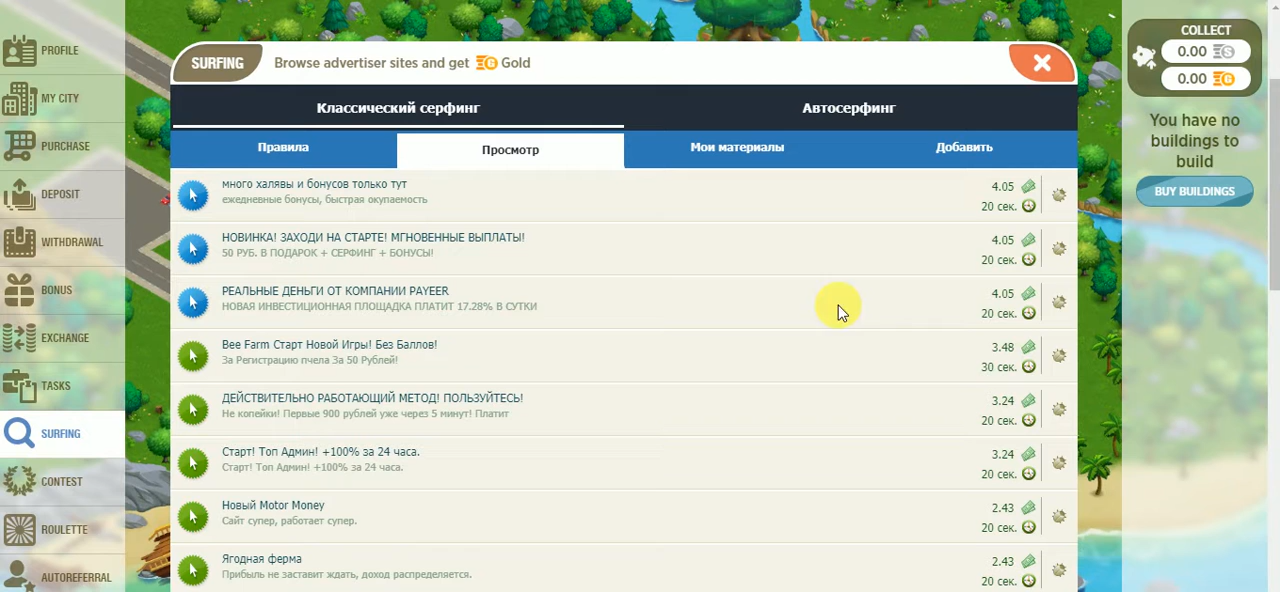 PROFILE
MY CITY
PURCHASE
DEPOSIT
WITHDRAWAL
BONUS
EXCHANGE
TASKS
SURFING
CONTEST
ROULETTE
AUTOREFERRAL
SURFING
Browse advertiser sites and get G Gold
Классический серфинг
Автосерфинг
Правила
Просмотр
Мои материалы
Добавить
много халявы и бонусов только тут
ежедневные бонусы, быстрая окупаемость
4.05
20 сек.
НОВИНКА! ЗАХОДИ НА СТАРТЕ! МГНОВЕННЫЕ ВЫПЛАТЫ!
50 РУБ. В ПОДАРОК + СЕРФИНГ + БОНУСЫ!
4.05
20 сек.
РЕАЛЬНЫЕ ДЕНЬГИ ОТ КОМПАНИИ PAYEER
НОВАЯ ИНВЕСТИЦИОННАЯ ПЛОЩАДКА ПЛАТИТ 17.28% В СУТКИ
4.05
20 сек.
Bee Farm Старт Новой Игры! Без Баллов!
За Регистрацию пчела За 50 Рублей!
3.48
30 сек.
ДЕЙСТВИТЕЛЬНО РАБОТАЮЩИЙ МЕТОД! ПОЛЬЗУЙТЕСЬ!
Не копейки! Первые 900 рублей уже через 5 минут! Платит
3.24
20 сек.
Старт! Топ Админ! +100% за 24 часа.
Старт! Топ Админ! +100% за 24 часа.
3.24
20 сек.
Новый Motor Money
Сайт супер, работает супер.
2.43
20 сек.
Ягодная ферма
Прибыль не заставит ждать, доход распределяется.
2.43
20 сек.
COLLECT
0.00 S
0.00 G
You have no
buildings to
build
BUY BUILDINGS